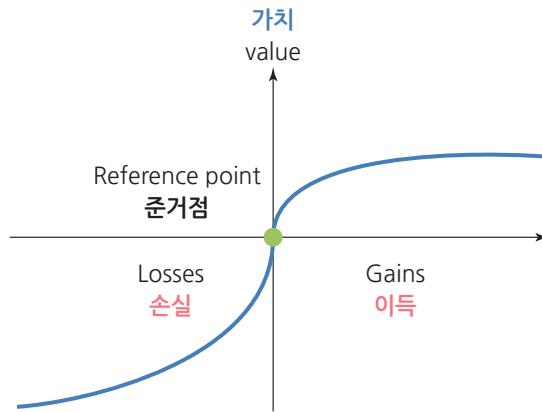 가치
value
Reference point
준거점
Losses
손실
Gains
이득